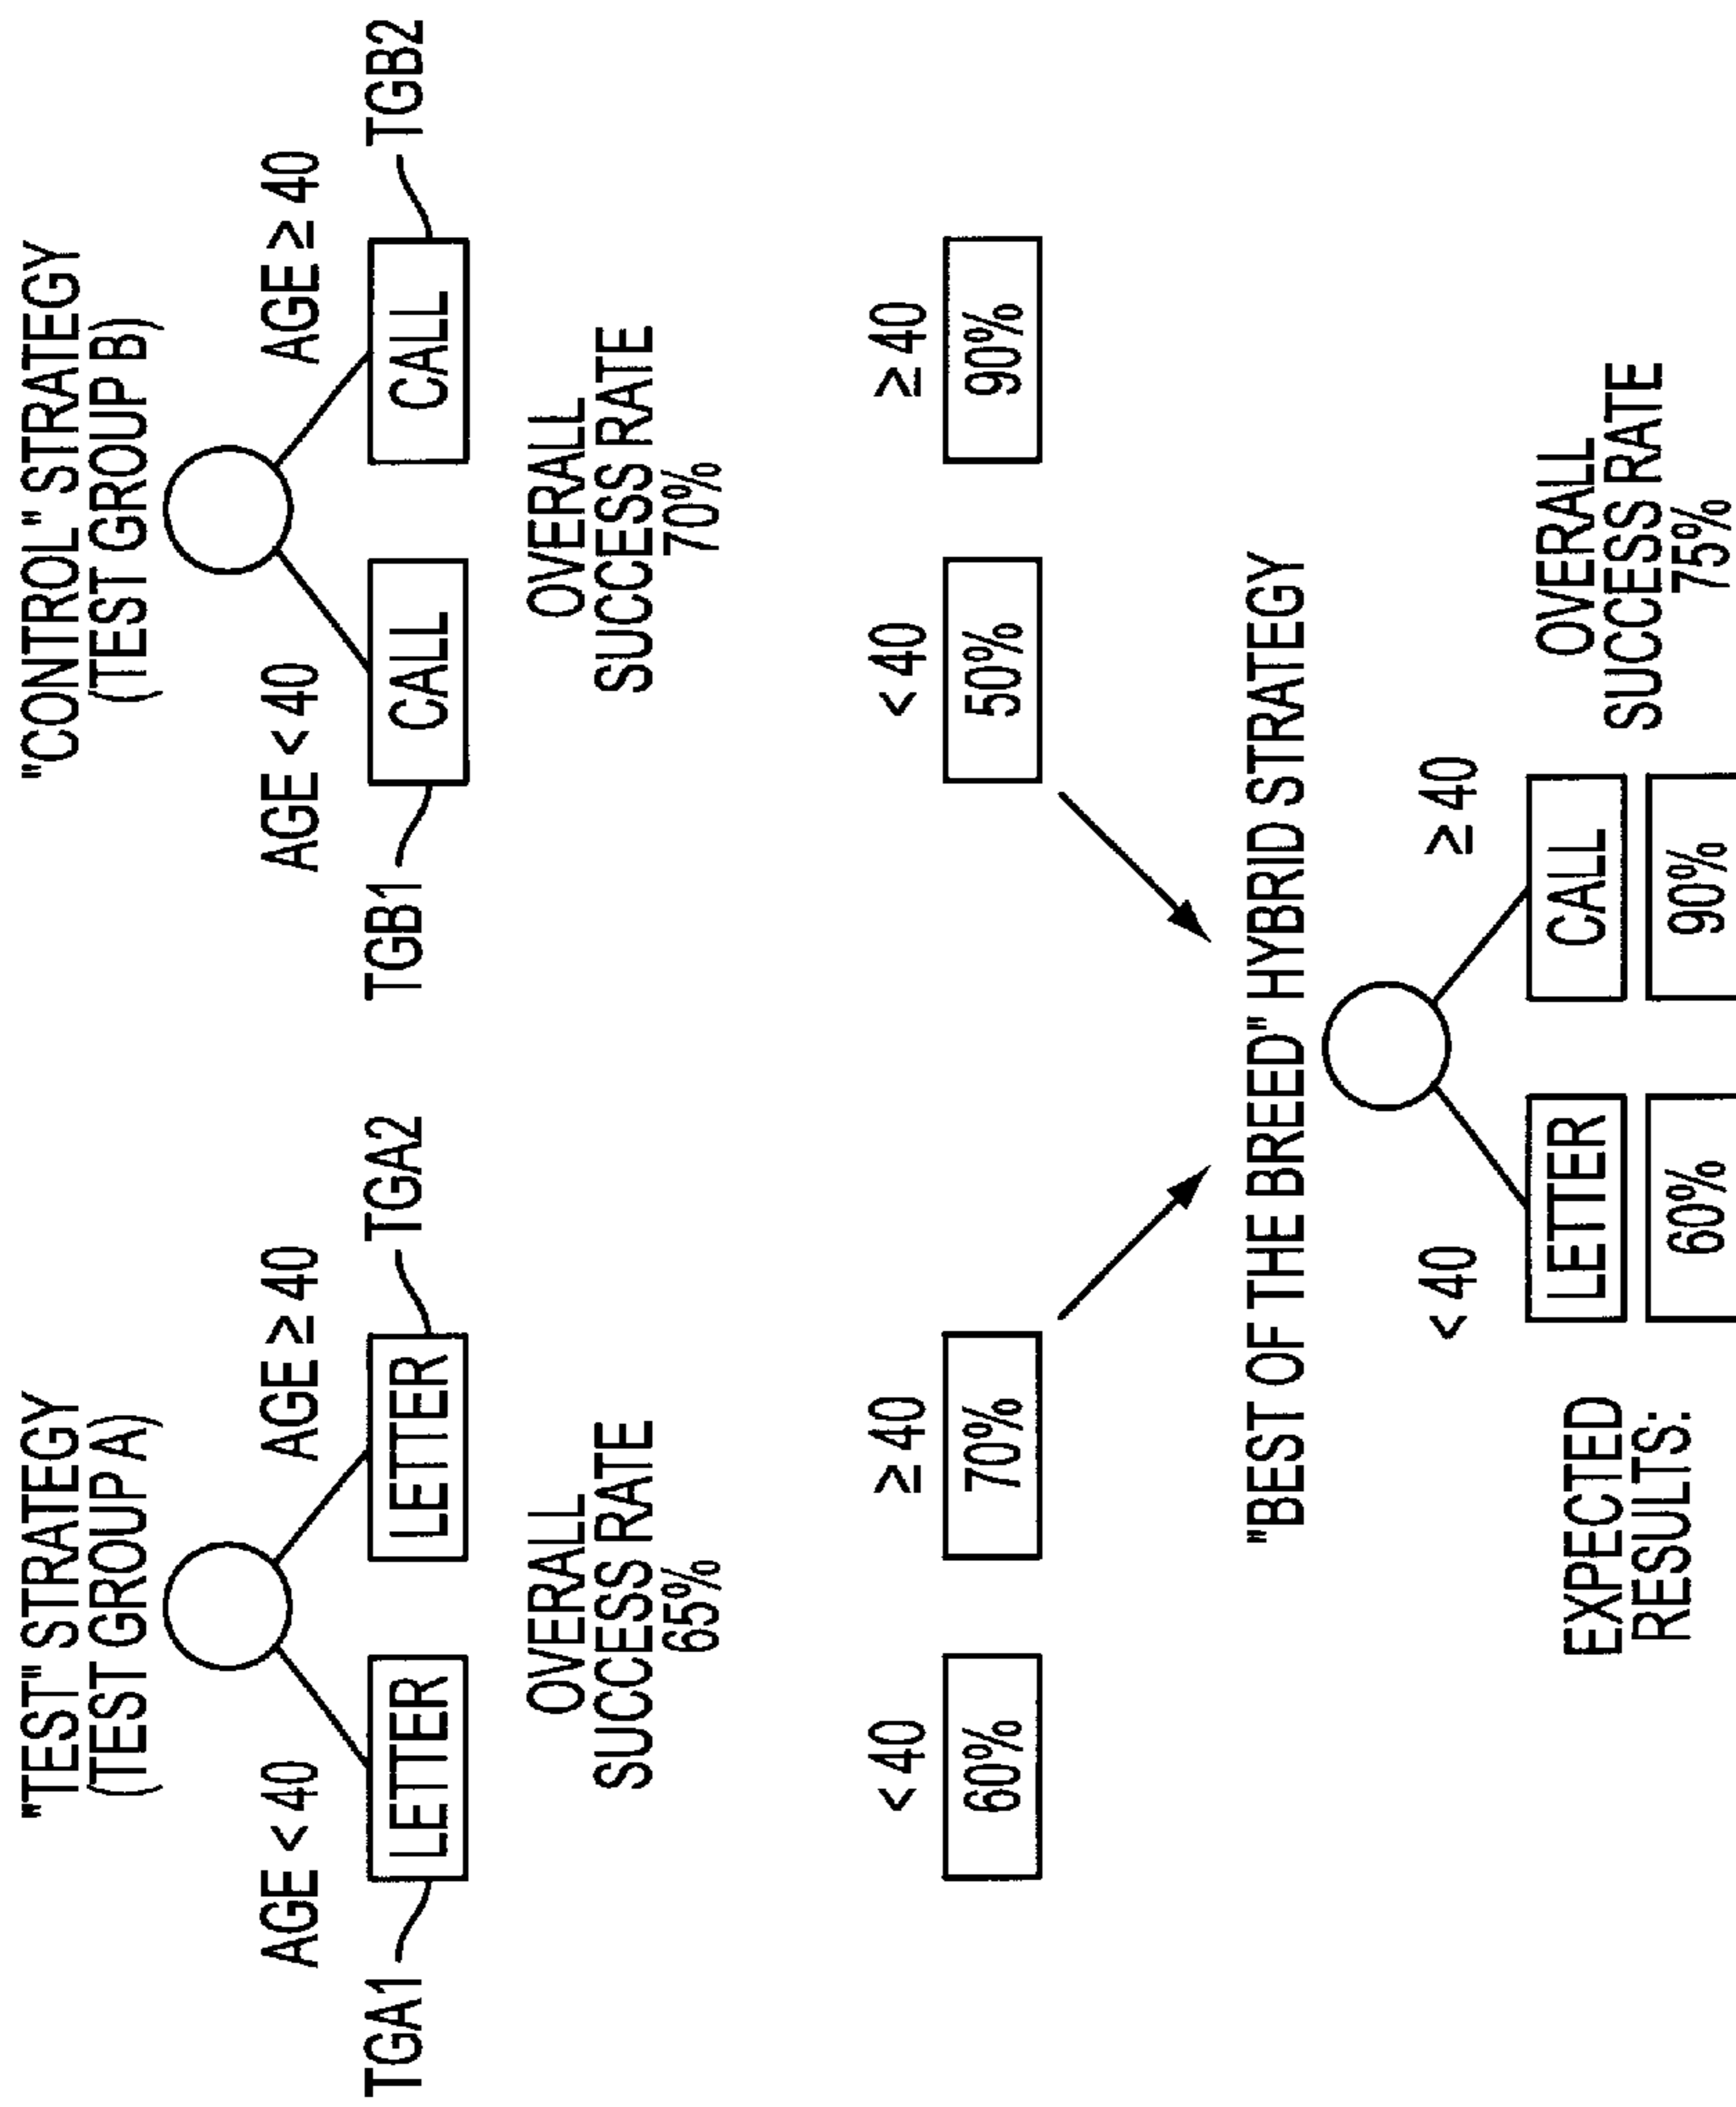 "TEST" STRATEGY
(TEST GROUP A)
AGE < 40
AGE ≥ 40
TGA1
LETTER
LETTER
TGA2
OVERALL
SUCCESS RATE
65%
< 40
≥ 40
60%
70%
"CONTROL" STRATEGY
(TEST GROUP B)
AGE < 40
AGE ≥ 40
TGB1
CALL
CALL
TGB2
OVERALL
SUCCESS RATE
70%
< 40
≥ 40
50%
90%
"BEST OF THE BREED" HYBRID STRATEGY
< 40
≥ 40
EXPECTED
RESULTS:
LETTER
CALL
60%
90%
OVERALL
SUCCESS RATE
75%